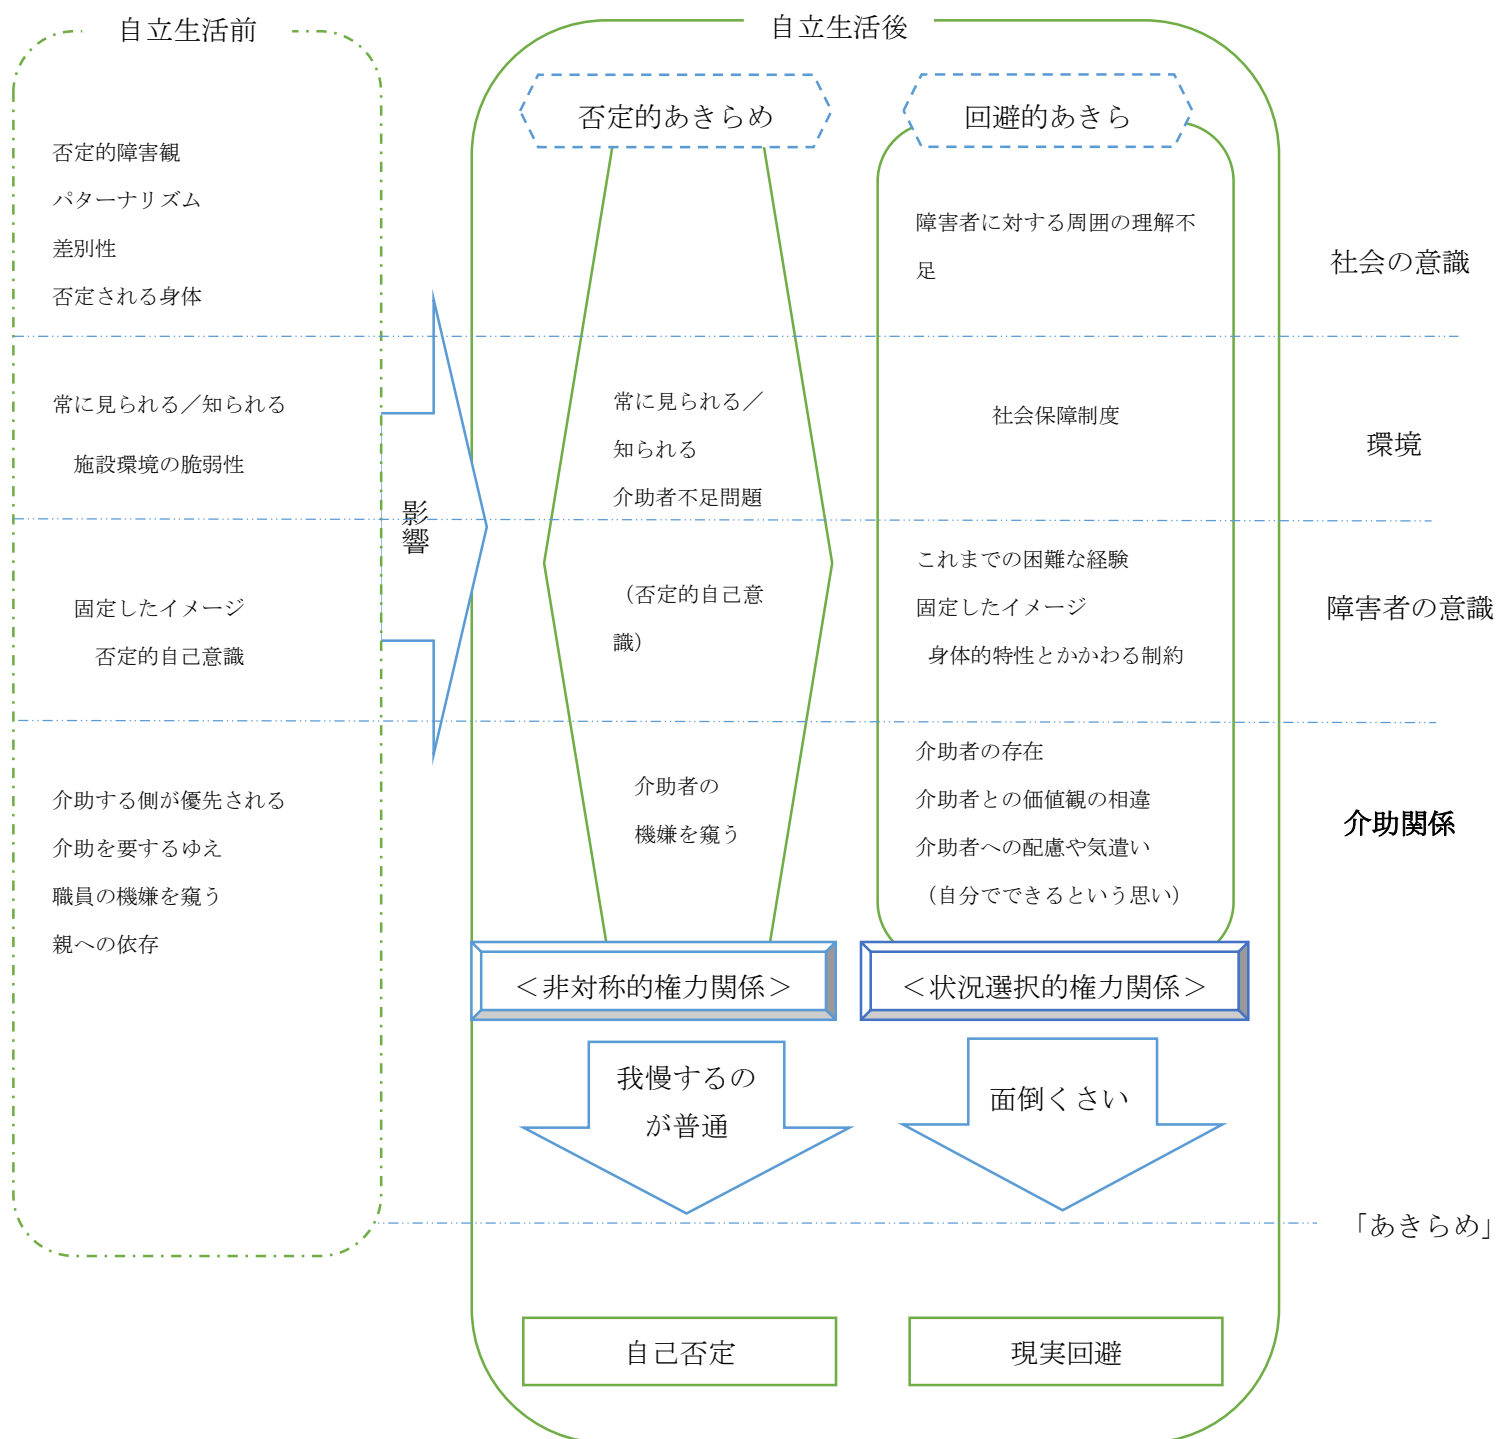 自立生活前
自立生活後
否定的あきらめ
回避的あきら
否定的障害観
パターナリズム
差別性
否定される身体
障害者に対する周囲の理解不
足
社会の意識
常に見られる／知られる
施設環境の脆弱性
常に見られる／
知られる
介助者不足問題
社会保障制度
環境
影響
固定したイメージ
否定的自己意識
（否定的自己意
識）
これまでの困難な経験
固定したイメージ
身体的特性とかかわる制約
障害者の意識
介助する側が優先される
介助を要するゆえ
職員の機嫌を窺う
親への依存
介助者の
機嫌を窺う
介助者の存在
介助者との価値観の相違
介助者への配慮や気遣い
（自分でできるという思い）
介助関係
＜非対称的権力関係＞
＜状況選択的権力関係＞
我慢するの
が普通
面倒くさい
「あきらめ」
自己否定
現実回避